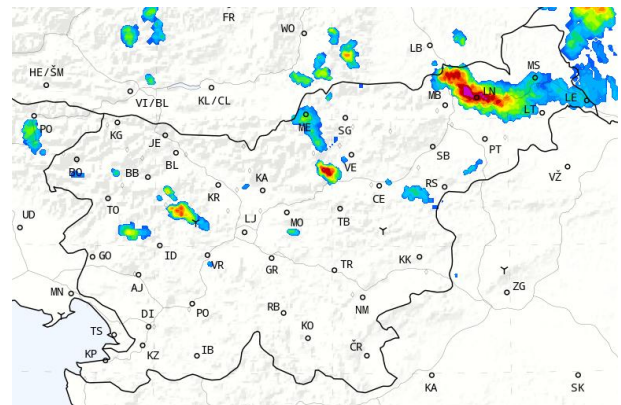 FR
WO
LB
HE/ŠM
VI/BL
KL/CL
MS
LN
MB
LE
LT
PO
KG
ME
SG
JE
PT
BO
BB
BL
VE
SB
VŽ
KR
KA
CE
RS
TO
UD
LJ
MO
TB
GO
ID
VR
GR
TR
KK
AJ
MN
ZG
DI
PO
RB
NM
TS
KO
KP
KZ
IB
ČR
KA
SK